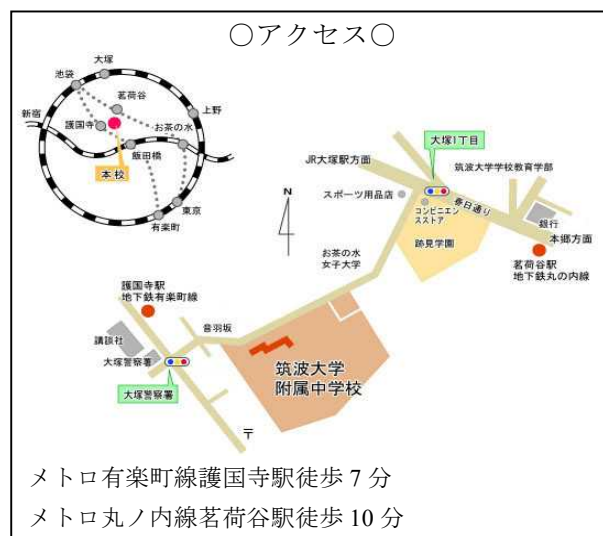 ○アクセス○
大塚
池袋
茗荷谷
新宿
上野
護国寺
お茶の水
飯田橋
本校
東京
有楽町
大塚1丁目
JR大塚駅方面
筑波大学学校教育学部
N
スポーツ用品店
コンビニエン
スストア
春日通り
銀行
本郷方面
跡見学園
お茶の水
女子大学
茗荷谷駅
地下鉄丸の内線
護国寺駅
地下鉄有楽町線
音羽坂
講談社
大塚警察署
筑波大学
附属中学校
大塚警察署
〒
メトロ有楽町線護国寺駅徒歩 7 分
メトロ丸ノ内線茗荷谷駅徒歩 10 分